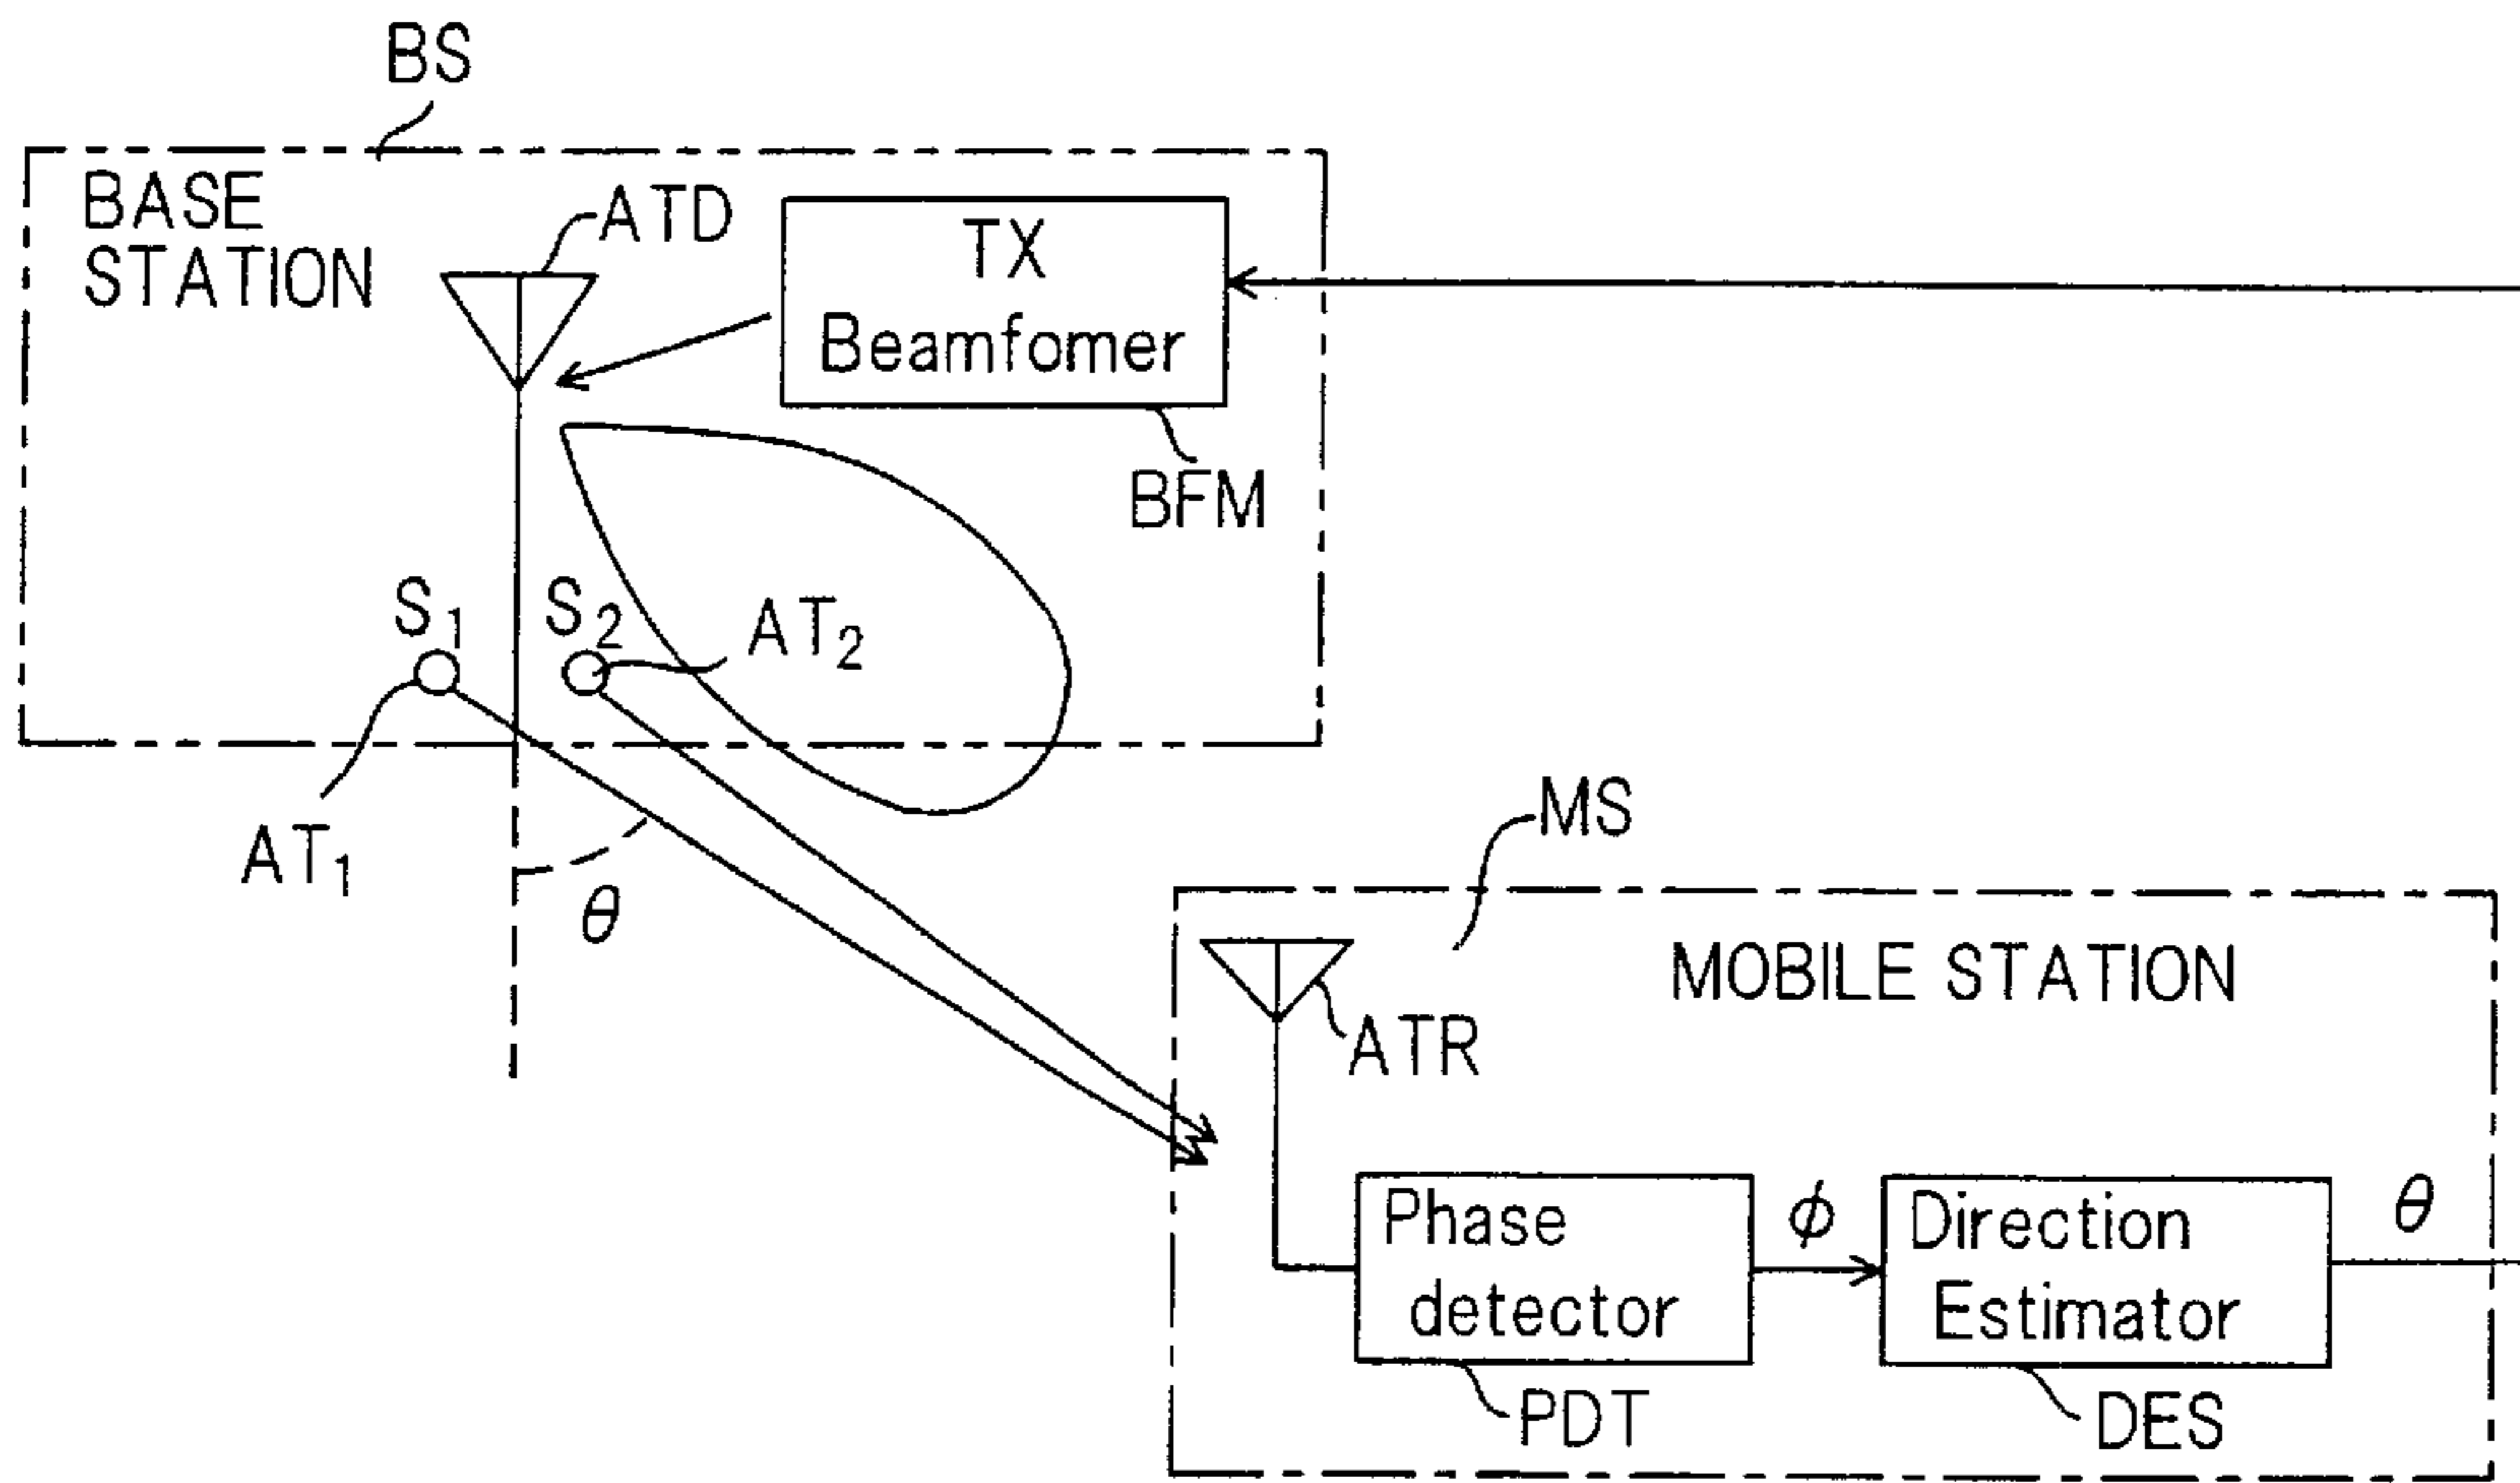 BS
BASE
STATION
ATD
TX
Beamfomer
BFM
S1
S2
AT2
AT1
θ
MS
MOBILE STATION
ATR
Phase
detector
ϕ
Direction
Estimator
θ
PDT
DES